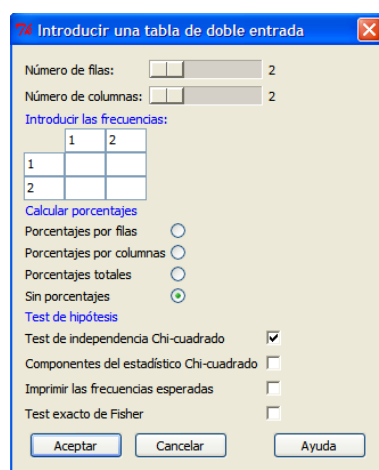 Introducir una tabla de doble entrada
Número de filas: 2
Número de columnas: 2
Introducir las frecuencias:
1 2
1
2
Calcular porcentajes
Porcentajes por filas
Porcentajes por columnas
Porcentajes totales
Sin porcentajes
Test de hipótesis
Test de independencia Chi-cuadrado
Componentes del estadístico Chi-cuadrado
Imprimir las frecuencias esperadas
Test exacto de Fisher
Aceptar Cancelar Ayuda